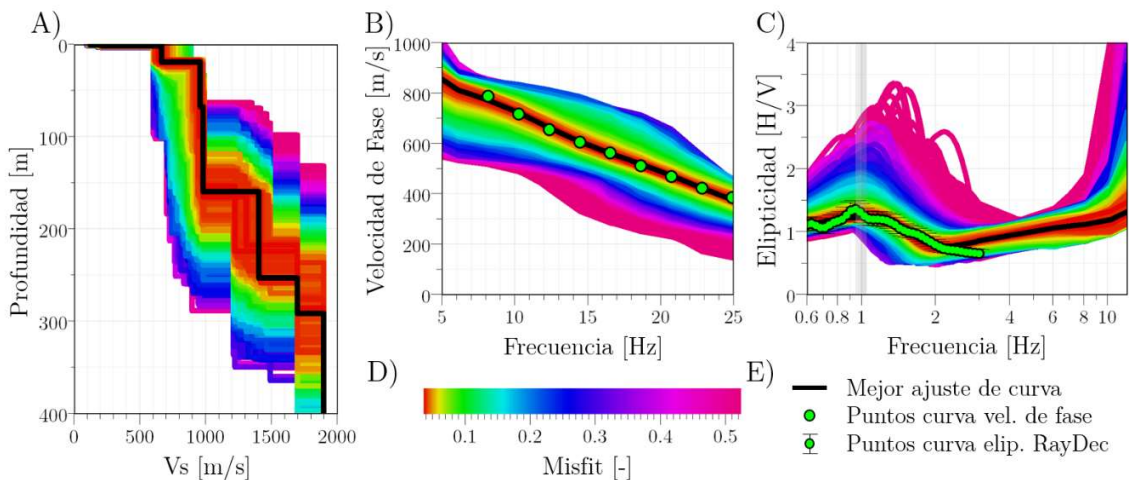 A)
0
100
200
300
400
Profundidad [m]
0
500
1000
1500
2000
Vs [m/s]
B)
1000
800
600
400
200
0
Velocidad de Fase [m/s]
5
10
15
20
25
Frecuencia [Hz]
C)
4
3
2
1
0
Elipticidad [H/V]
0.6
0.8
1
2
4
6
8
10
Frecuencia [Hz]
D)
0.1
0.2
0.3
0.4
0.5
Misfit [-]
E)
Mejor ajuste de curva
Puntos curva vel. de fase
Puntos curva elip. RayDec